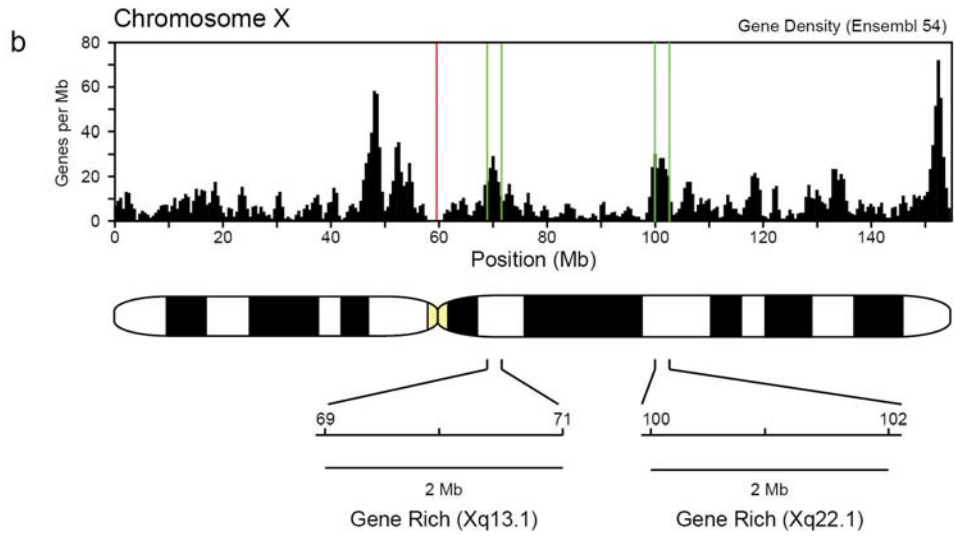 b
Chromosome X
Gene Density (Ensembl 54)
Genes per Mb
80
60
40
20
0
0 20 40 60 80 100 120 140
Position (Mb)
69 71 100 102
2 Mb 2 Mb
Gene Rich (Xq13.1) Gene Rich (Xq22.1)